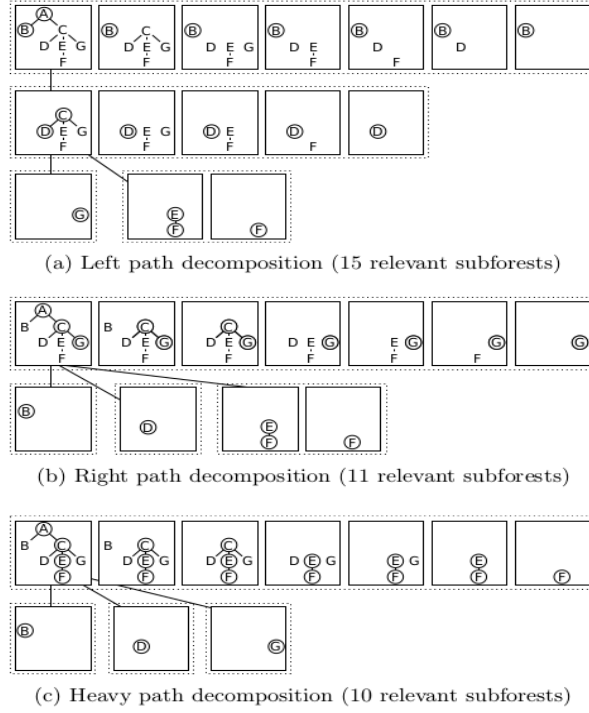 A
B C B C B B B B B
D E G D E G D E G D E D D
F F F F F
C
D E G D E G D E D D
F F F F
G E
F F
(a) Left path decomposition (15 relevant subforests)
A
B C B C C
D E G D E G D E G D E G E G G G
F F F F F F
B
D E
F F
(b) Right path decomposition (11 relevant subforests)
A
B C B C C
D E G D E G D E G D E G E G E
F F F F F F F
B
D G
(c) Heavy path decomposition (10 relevant subforests)